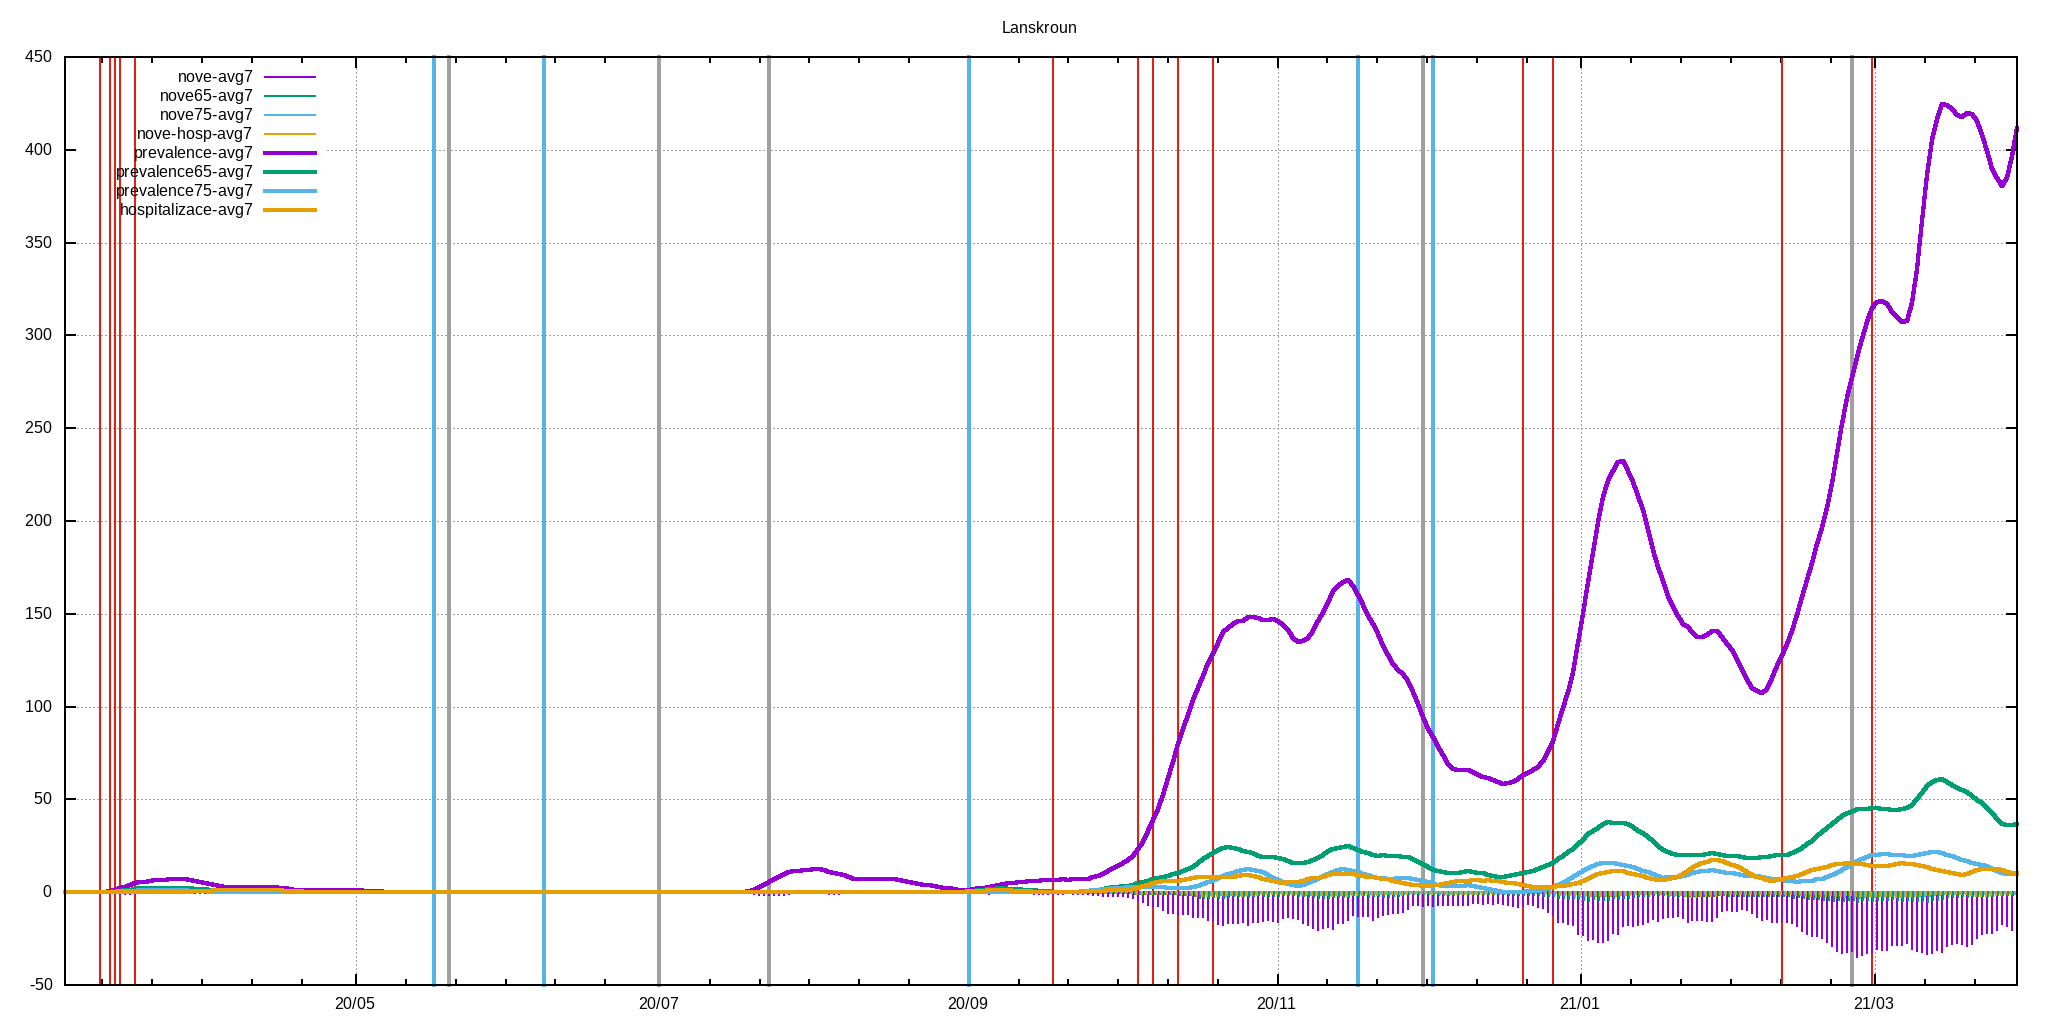 Lanskroun
450
400
350
300
250
200
150
100
50
0
-50
nove-avg7
nove65-avg7
nove75-avg7
nove-hosp-avg7
prevalence-avg7
prevalence65-avg7
prevalence75-avg7
hospitalizace-avg7
20/05 20/07 20/09 20/11 21/01 21/03